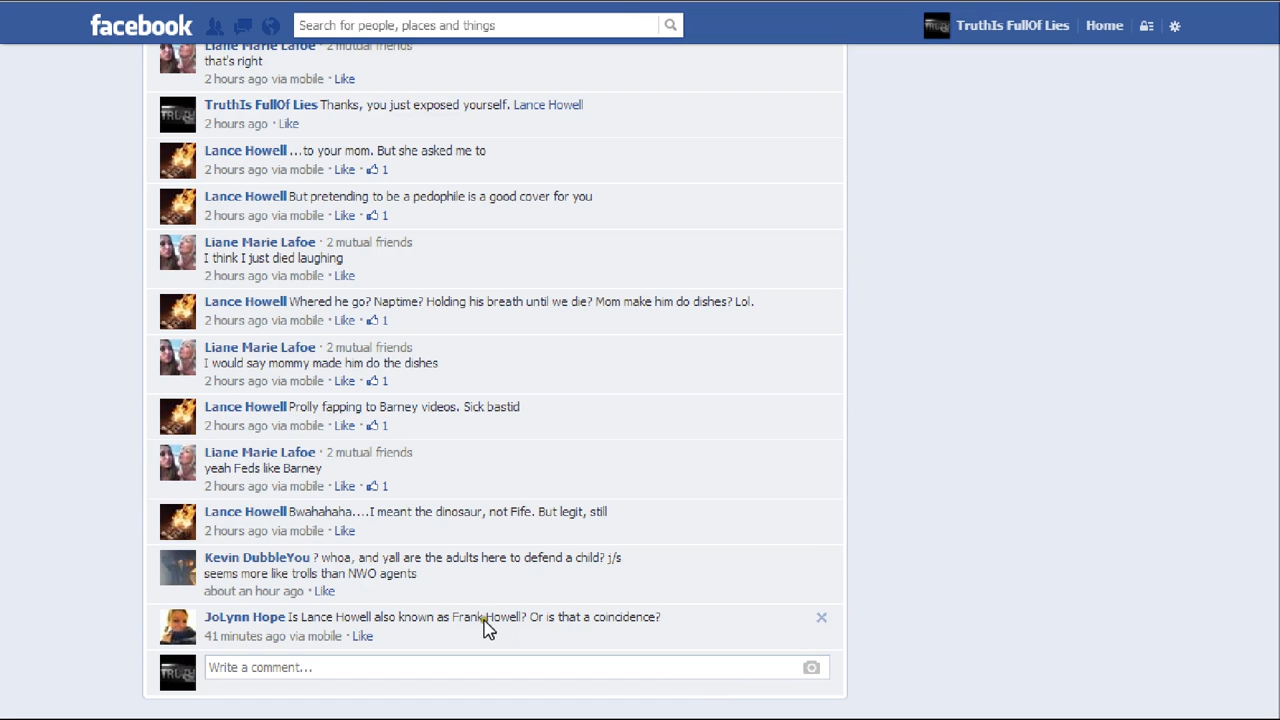 facebook
Search for people, places and things
TruthIs FullOf Lies
Home
Liane Marie Lafoe · 2 mutual friends
that's right
2 hours ago via mobile · Like
TruthIs FullOf Lies Thanks, you just exposed yourself. Lance Howell
2 hours ago · Like
Lance Howell ...to your mom. But she asked me to
2 hours ago via mobile · Like · 1
Lance Howell But pretending to be a pedophile is a good cover for you
2 hours ago via mobile · Like · 1
Liane Marie Lafoe · 2 mutual friends
I think I just died laughing
2 hours ago via mobile · Like
Lance Howell Whered he go? Naptime? Holding his breath until we die? Mom make him do dishes? Lol.
2 hours ago via mobile · Like · 1
Liane Marie Lafoe · 2 mutual friends
I would say mommy made him do the dishes
2 hours ago via mobile · Like · 1
Lance Howell Prolly fapping to Barney videos. Sick bastid
2 hours ago via mobile · Like · 1
Liane Marie Lafoe · 2 mutual friends
yeah Feds like Barney
2 hours ago via mobile · Like · 1
Lance Howell Bwahahaha....I meant the dinosaur, not Fife. But legit, still
2 hours ago via mobile · Like
Kevin DubbleYou ? whoa, and yall are the adults here to defend a child? j/s
seems more like trolls than NWO agents
about an hour ago · Like
JoLynn Hope Is Lance Howell also known as Frank Howell? Or is that a coincidence?
41 minutes ago via mobile · Like
Write a comment...